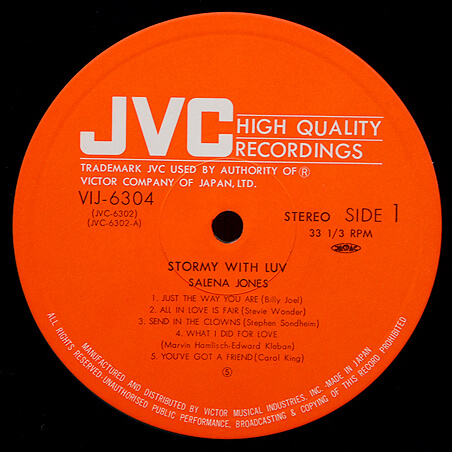 JVC HIGH QUALITY
RECORDINGS
TRADEMARK JVC USED BY AUTHORITY OF ®
VICTOR COMPANY OF JAPAN, LTD.
VIJ-6304
(JVC-6302)
(JVC-6302-A)
STEREO SIDE 1
33 1/3 RPM
STORMY WITH LUV
SALENA JONES
1. JUST THE WAY YOU ARE (Billy Joel)
2. ALL IN LOVE IS FAIR (Stevie Wonder)
3. SEND IN THE CLOWNS (Stephen Sondheim)
4. WHAT I DID FOR LOVE
(Marvin Hamlisch-Edward Kleban)
5. YOU'VE GOT A FRIEND (Carol King)
Ⓢ
MANUFACTURED AND DISTRIBUTED BY VICTOR MUSICAL INDUSTRIES, INC. MADE IN JAPAN
ALL RIGHTS RESERVED UNAUTHORISED PUBLIC PERFORMANCE, BROADCASTING & COPYING OF THIS RECORD PROHIBITED